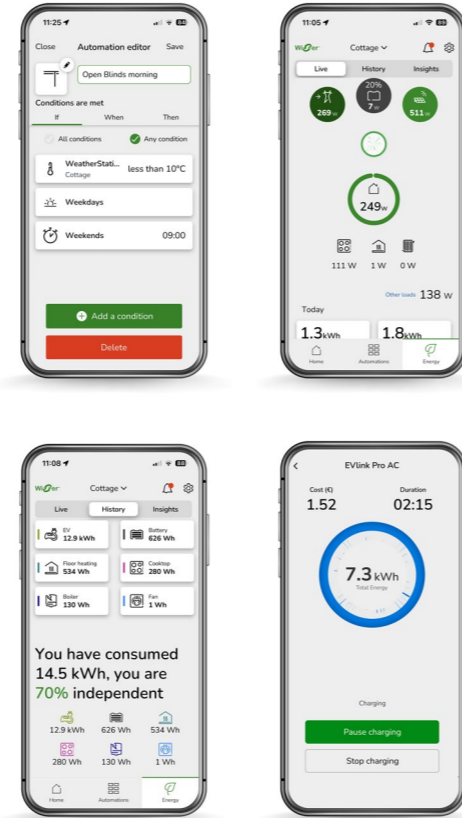 11:25
84
Close Automation editor Save
Open Blinds morning
Conditions are met
If When Then
All conditions Any condition
WeatherStati... less than 10°C
Cottage
Weekdays
Weekends 09:00
Add a condition
Delete
11:05
Wiser Cottage
Live History Insights
20%
269 w 7 w 511 w
249w
111 W 1 W 0 W
Other loads 138 W
Today
1.3kWh 1.8kWh
Home Automations Energy
11:08
Wiser Cottage
Live History Insights
EV Battery
12.9 kWh 626 Wh
Floor heating Cooktop
534 Wh 280 Wh
Boiler Fan
130 Wh 1 Wh
You have consumed
14.5 kWh, you are
70% independent
12.9 kWh 626 Wh 534 Wh
280 Wh 130 Wh 1 Wh
Home Automations Energy
EVlink Pro AC
Cost (€) Duration
1.52 02:15
7.3 kWh
Total Energy
Charging
Pause charging
Stop charging